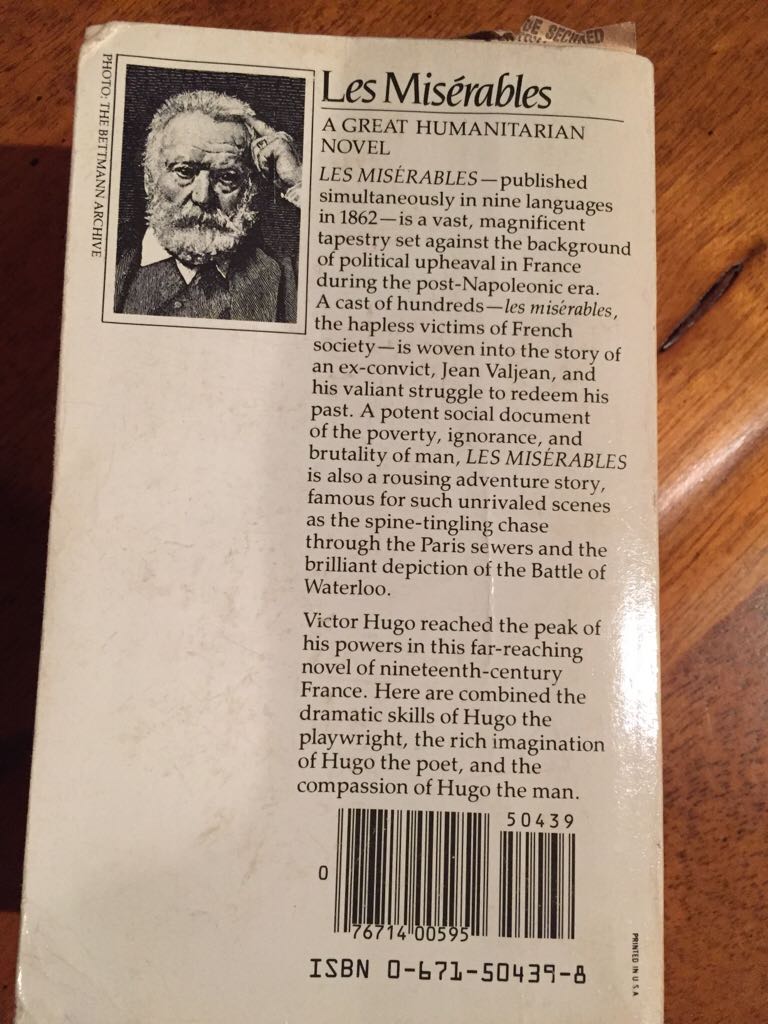 BE SECURED
PHOTO: THE BETTMANN ARCHIVE
Les Misérables
A GREAT HUMANITARIAN
NOVEL
LES MISÉRABLES—published
simultaneously in nine languages
in 1862—is a vast, magnificent
tapestry set against the background
of political upheaval in France
during the post-Napoleonic era.
A cast of hundreds—les misérables,
the hapless victims of French
society—is woven into the story of
an ex-convict, Jean Valjean, and
his valiant struggle to redeem his
past. A potent social document
of the poverty, ignorance, and
brutality of man, LES MISÉRABLES
is also a rousing adventure story,
famous for such unrivaled scenes
as the spine-tingling chase
through the Paris sewers and the
brilliant depiction of the Battle of
Waterloo.
Victor Hugo reached the peak of
his powers in this far-reaching
novel of nineteenth-century
France. Here are combined the
dramatic skills of Hugo the
playwright, the rich imagination
of Hugo the poet, and the
compassion of Hugo the man.
50439
0
76714 00595
ISBN 0-671-50439-8
PRINTED IN U.S.A